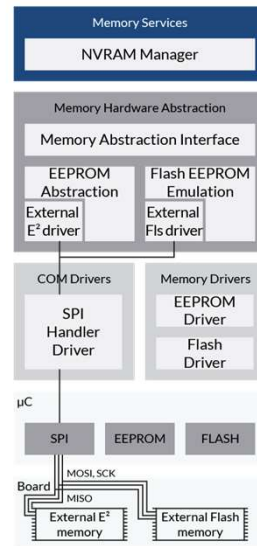 Memory Services
NVRAM Manager
Memory Hardware Abstraction
Memory Abstraction Interface
EEPROM
Abstraction
External
E² driver
Flash EEPROM
Emulation
External
Fls driver
COM Drivers
SPI
Handler
Driver
Memory Drivers
EEPROM
Driver
Flash
Driver
µC
SPI
EEPROM
FLASH
MOSI, SCK
Board
MISO
External E²
memory
External Flash
memory